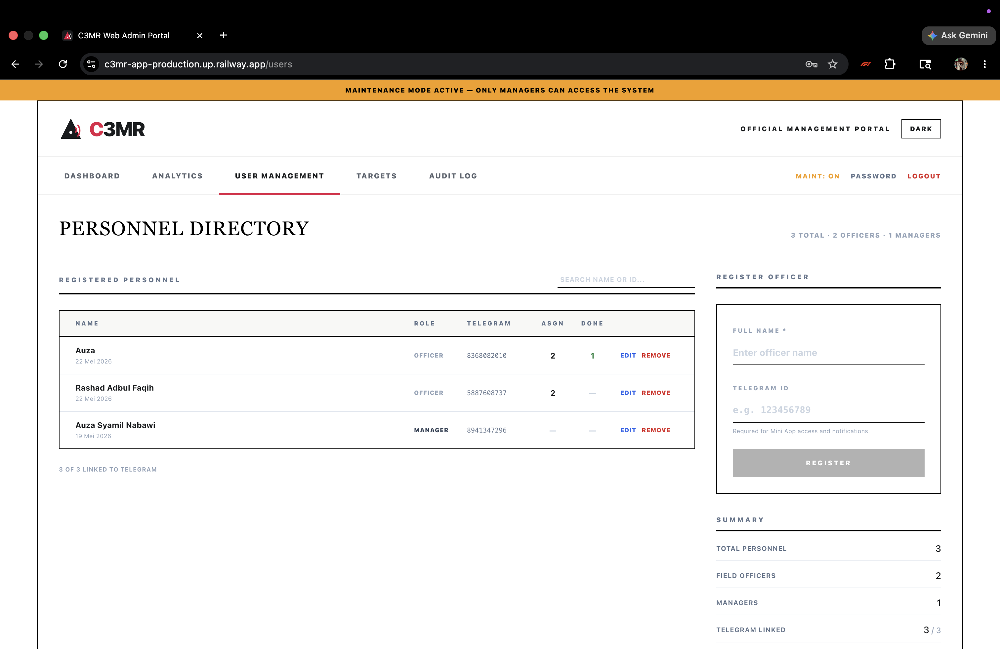 C3MR Web Admin Portal
Ask Gemini
c3mr-app-production.up.railway.app/users
MAINTENANCE MODE ACTIVE — ONLY MANAGERS CAN ACCESS THE SYSTEM
C3MR
OFFICIAL MANAGEMENT PORTAL
DARK
DASHBOARD
ANALYTICS
USER MANAGEMENT
TARGETS
AUDIT LOG
MAINT: ON
PASSWORD
LOGOUT
PERSONNEL DIRECTORY
3 TOTAL · 2 OFFICERS · 1 MANAGERS
REGISTERED PERSONNEL
SEARCH NAME OR ID...
NAME ROLE TELEGRAM ASGN DONE
Auza
22 Mei 2026
OFFICER 8368082010 2 1 EDIT REMOVE
Rashad Adbul Faqih
22 Mei 2026
OFFICER 5887608737 2 — EDIT REMOVE
Auza Syamil Nabawi
19 Mei 2026
MANAGER 8941347296 — — EDIT REMOVE
3 OF 3 LINKED TO TELEGRAM
REGISTER OFFICER
FULL NAME *
Enter officer name
TELEGRAM ID
e.g. 123456789
Required for Mini App access and notifications.
REGISTER
SUMMARY
TOTAL PERSONNEL 3
FIELD OFFICERS 2
MANAGERS 1
TELEGRAM LINKED 3 / 3